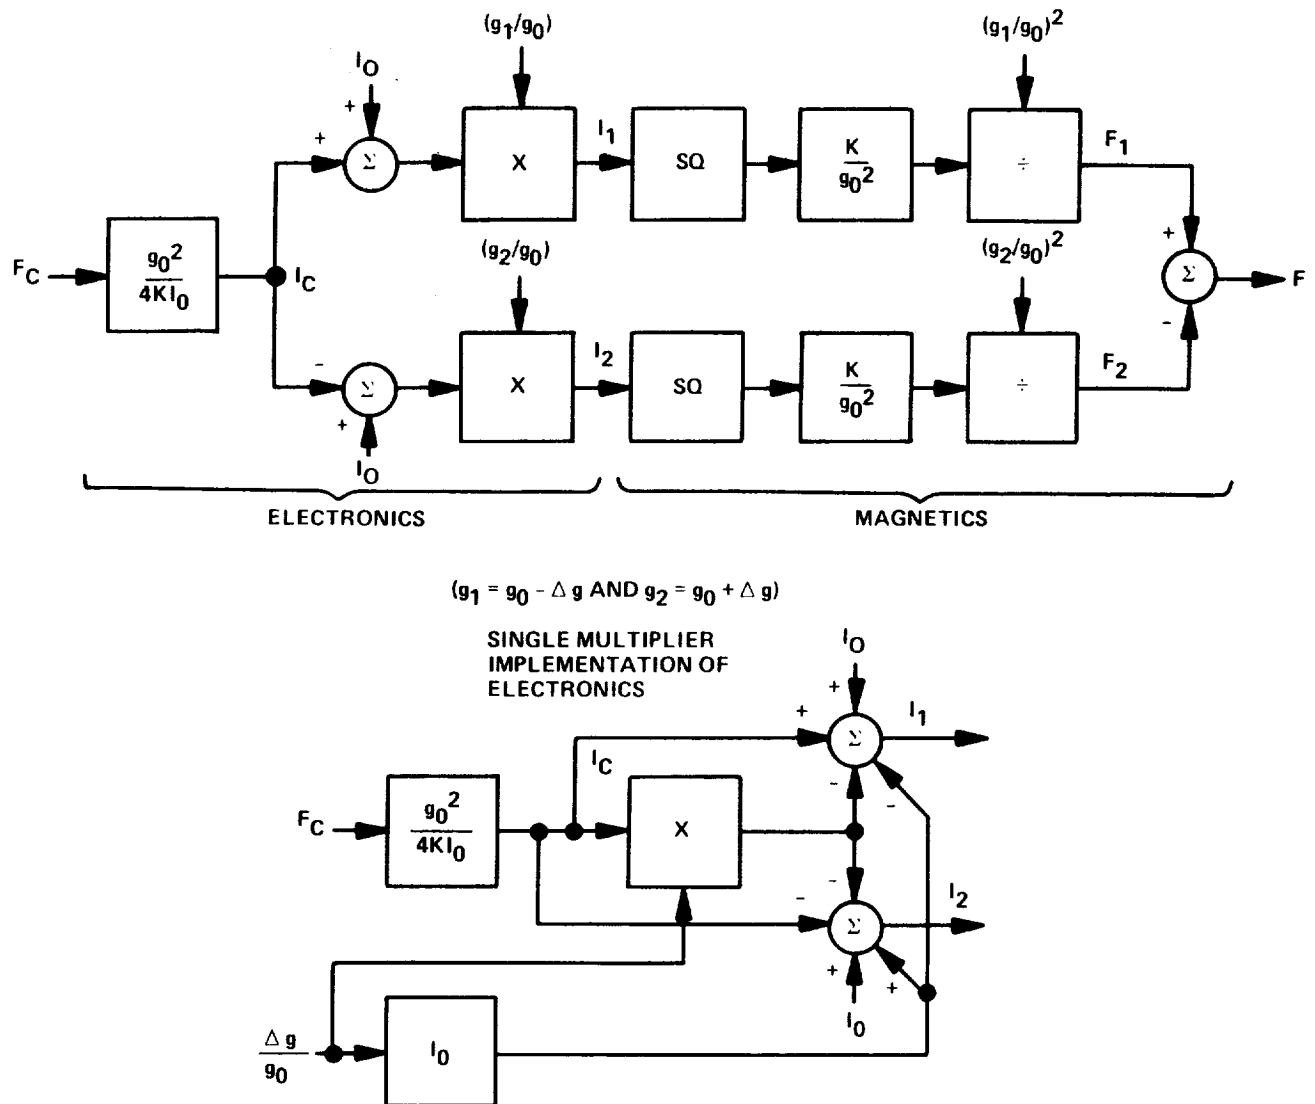 (g1/g0)
(g1/g0)2
IO
+
+
Σ
X
I1
SQ
K
g02
÷
F1
FC
g02
4KI0
IC
(g2/g0)
(g2/g0)2
+
Σ
F
-
-
Σ
+
IO
X
I2
SQ
K
g02
÷
F2
ELECTRONICS
MAGNETICS
(g1 = g0 - Δ g AND g2 = g0 + Δ g)
SINGLE MULTIPLIER
IMPLEMENTATION OF
ELECTRONICS
IO
+
+
Σ
I1
-
-
FC
g02
4KI0
IC
X
-
-
Σ
I2
+
+
I0
Δ g
g0
I0